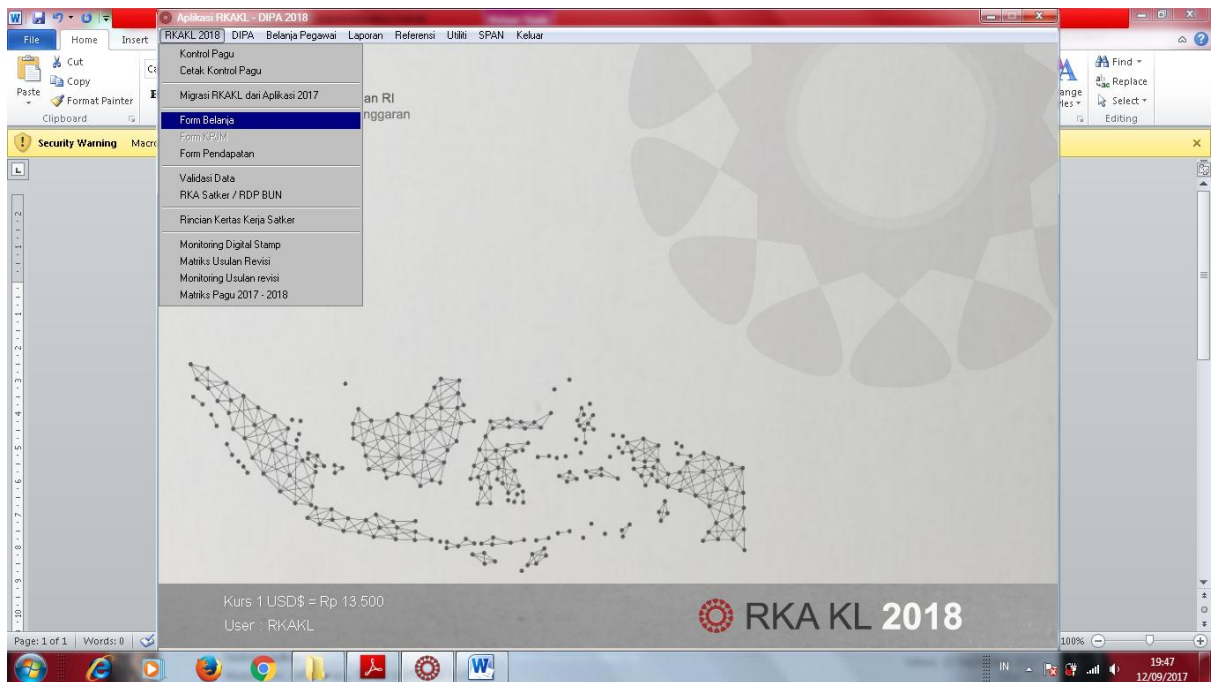 Aplikasi RKAKL - DIPA 2018
File Home Insert
RKAKL 2018 DIPA Belanja Pegawai Laporan Referensi Utiliti SPAN Keluar
Cut
Copy
Format Painter
Paste
Clipboard
Kontrol Pagu
Cetak Kontrol Pagu
Migrasi RKAKL dari Aplikasi 2017
Form Belanja
Form KPJM
Form Pendapatan
Validasi Data
RKA Satker / RDP BUN
Rincian Kertas Kerja Satker
Monitoring Digital Stamp
Matriks Usulan Revisi
Monitoring Usulan revisi
Matriks Pagu 2017 - 2018
an RI
nggaran
Find
Replace
Select
Editing
ange
les
Security Warning Macro
Kurs 1 USD$ = Rp 13.500
User : RKAKL
RKA KL 2018
Page: 1 of 1 Words: 0
100%
IN
19:47
12/09/2017